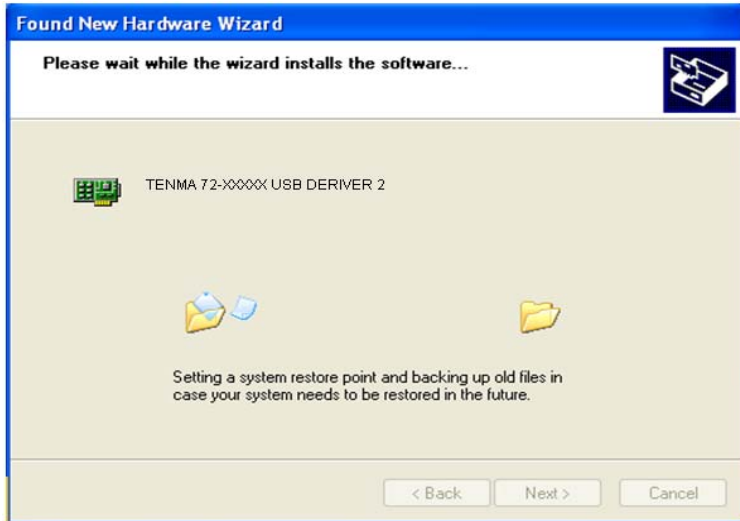 Found New Hardware Wizard
Please wait while the wizard installs the software...
TENMA 72-XXXXX USB DERIVER 2
Setting a system restore point and backing up old files in
case your system needs to be restored in the future.
< Back Next > Cancel